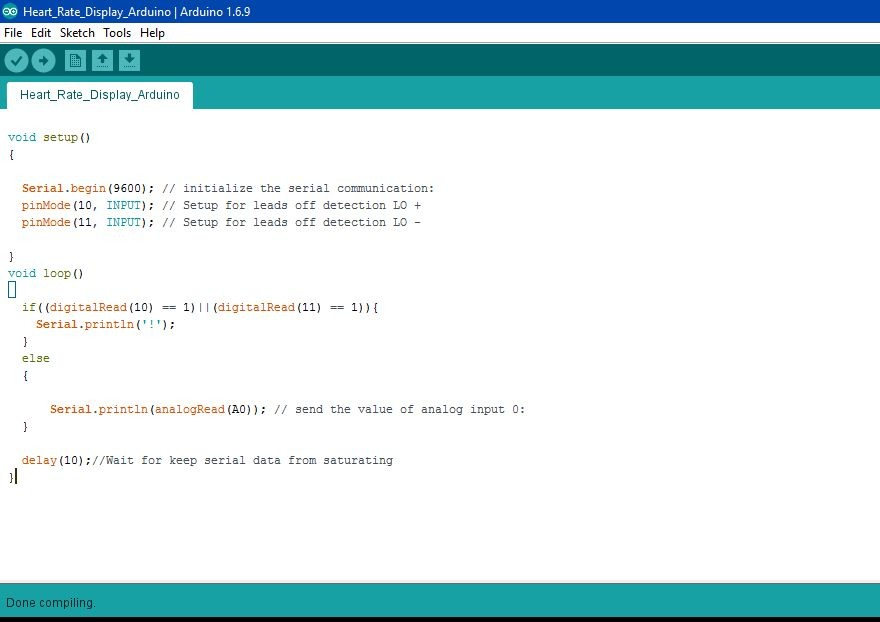 Heart_Rate_Display_Arduino | Arduino 1.6.9
File Edit Sketch Tools Help
Heart_Rate_Display_Arduino
void setup()
{
Serial.begin(9600); // initialize the serial communication:
pinMode(10, INPUT); // Setup for leads off detection LO +
pinMode(11, INPUT); // Setup for leads off detection LO -
}
void loop()
{
if((digitalRead(10) == 1)||(digitalRead(11) == 1)){
Serial.println('!');
}
else
{
Serial.println(analogRead(A0)); // send the value of analog input 0:
}
delay(10);//Wait for keep serial data from saturating
}
Done compiling.